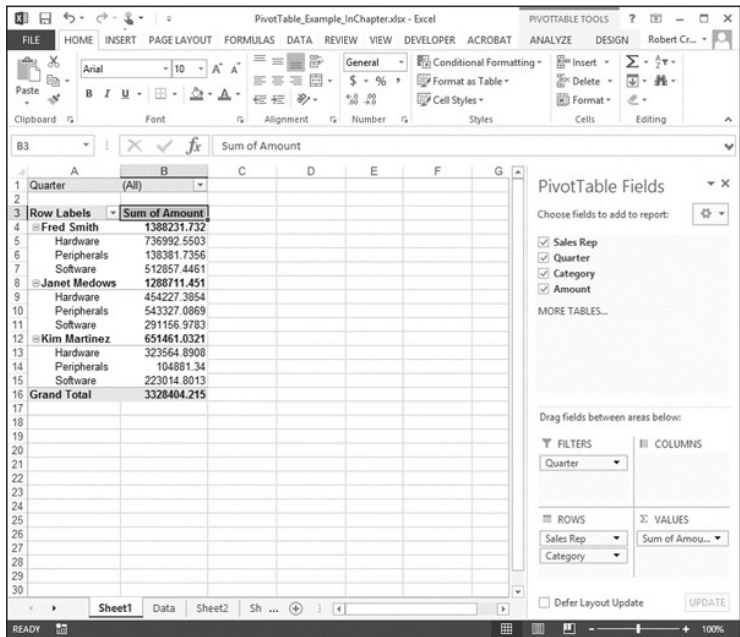 PivotTable_Example_InChapter.xlsx - Excel
PIVOTTABLE TOOLS
?
FILE HOME INSERT PAGE LAYOUT FORMULAS DATA REVIEW VIEW DEVELOPER ACROBAT ANALYZE DESIGN Robert Cr...
Paste
Arial 10 A A
B I U A
General
$ % ,
.00 .00
Conditional Formatting
Format as Table
Cell Styles
Insert
Delete
Format
Clipboard Font Alignment Number Styles Cells Editing
B3 fx Sum of Amount
A B C D E F G
1 Quarter (All)
2
3 Row Labels Sum of Amount
4 Fred Smith 1388231.732
5 Hardware 736992.5503
6 Peripherals 138381.7356
7 Software 512857.4461
8 Janet Medows 1288711.451
9 Hardware 454227.3854
10 Peripherals 543327.0869
11 Software 291156.9783
12 Kim Martinez 651461.0321
13 Hardware 323564.8908
14 Peripherals 104881.34
15 Software 223014.8013
16 Grand Total 3328404.215
17
18
19
20
21
22
23
24
25
26
27
28
29
30
PivotTable Fields
Choose fields to add to report:
Sales Rep
Quarter
Category
Amount
MORE TABLES...
Drag fields between areas below:
FILTERS COLUMNS
Quarter
ROWS Σ VALUES
Sales Rep Sum of Amou...
Category
Defer Layout Update UPDATE
Sheet1 Data Sheet2 Sh ...
READY 100%